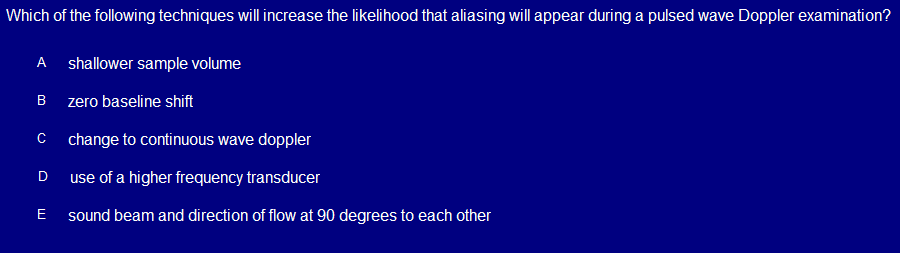 Which of the following techniques will increase the likelihood that aliasing will appear during a pulsed wave Doppler examination?
A shallower sample volume
B zero baseline shift
C change to continuous wave doppler
D use of a higher frequency transducer
E sound beam and direction of flow at 90 degrees to each other